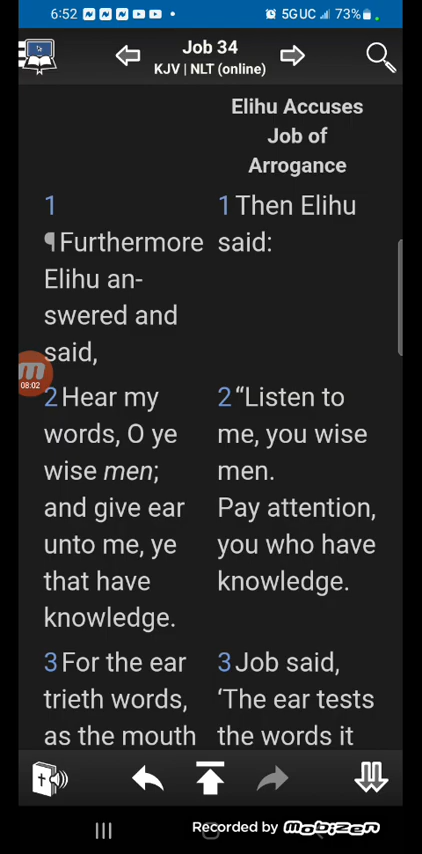 6:52
5GUC 73%
Job 34
KJV | NLT (online)
Elihu Accuses
Job of
Arrogance
1
¶Furthermore
Elihu an-
swered and
said,
1 Then Elihu
said:
2 Hear my
words, O ye
wise men;
and give ear
unto me, ye
that have
knowledge.
2 “Listen to
me, you wise
men.
Pay attention,
you who have
knowledge.
3 For the ear
trieth words,
as the mouth
3 Job said,
‘The ear tests
the words it
08:02
Recorded by mobizen